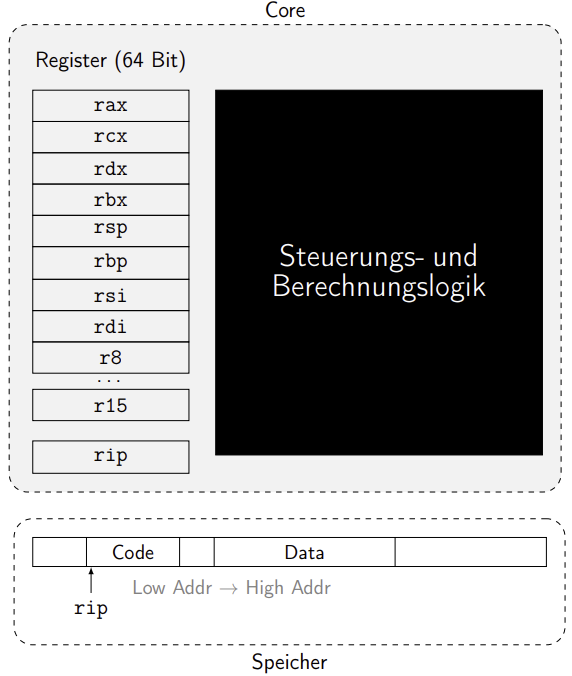 Core
Register (64 Bit)
rax
rcx
rdx
rbx
rsp
rbp
rsi
rdi
r8
...
r15
rip
Steuerungs- und
Berechnungslogik
Code
Data
Low Addr → High Addr
rip
Speicher